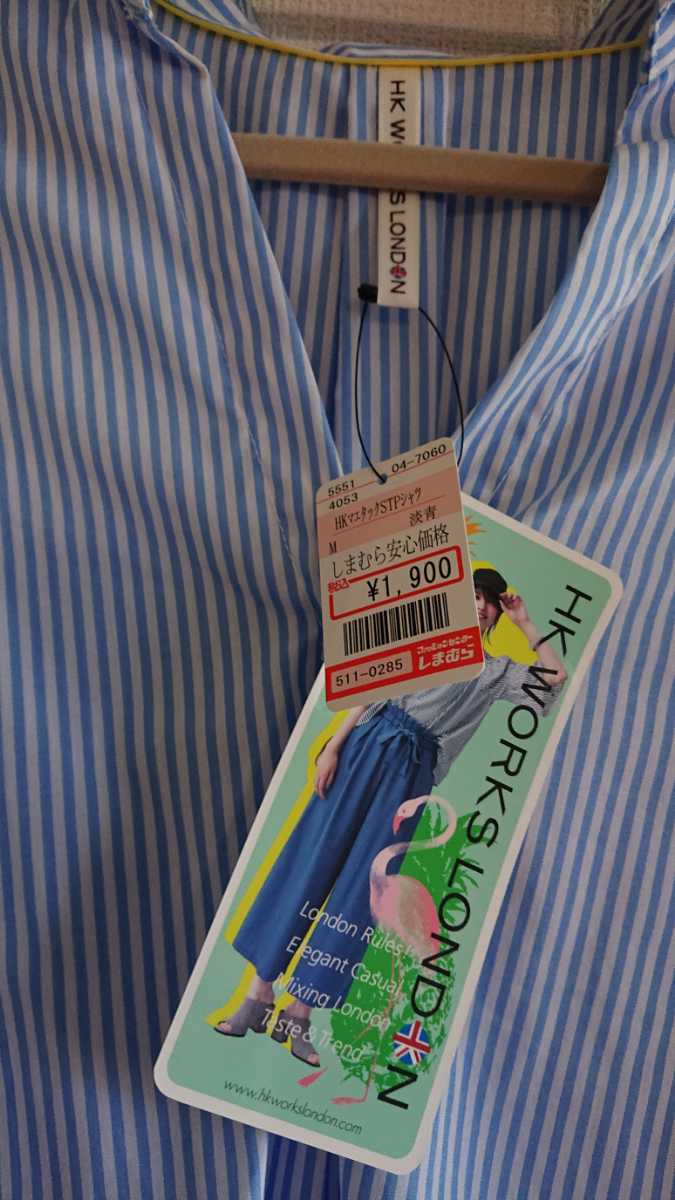 HK WORKS LONDON
5551
04-7060
4053
HKマエタックSTPシャツ
M
淡青
しまむら安心価格
税込
¥1,900
511-0285
ファッションセンター
しまむら
HK WORKS LONDON
London Rules!
Elegant Casual
Mixing London
Taste & Trend
www.hkworkslondon.com